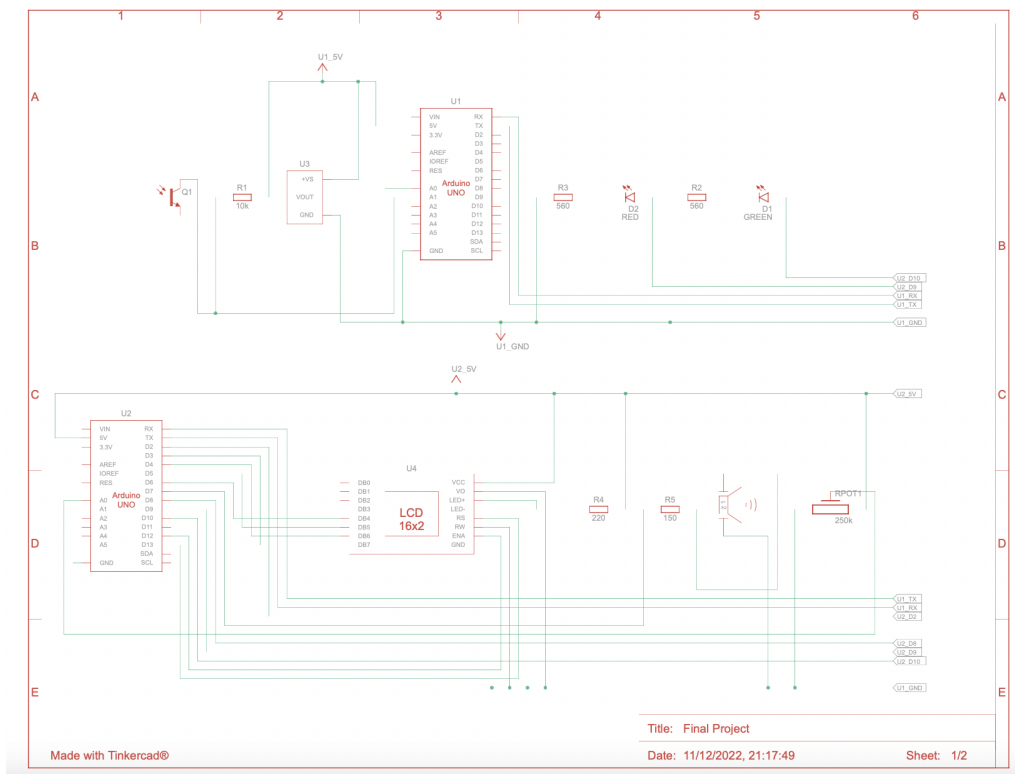 1 2 3 4 5 6
U1_5V
A A
U1
VIN RX
5V TX
3.3V D2
D3
AREF D4
IOREF D5
RES D6
D7
A0 D8
A1 D9
A2 D10
A3 D11
A4 D12
A5 D13
SDA
GND SCL
Arduino
UNO
U3
+VS
VOUT
GND
Q1
R1
10k
R3
560
D2
RED
R2
560
D1
GREEN
B B
U2_D10
U2_D9
U1_RX
U1_TX
U1_GND
U1_GND
U2_5V
C C
U2_5V
U2
VIN RX
5V TX
3.3V D2
D3
AREF D4
IOREF D5
RES D6
D7
A0 D8
A1 D9
A2 D10
A3 D11
A4 D12
A5 D13
SDA
GND SCL
Arduino
UNO
U4
DB0 VCC
DB1 VO
DB2 LED+
DB3 LED-
DB4 RS
DB5 RW
DB6 ENA
DB7 GND
LCD
16x2
R4
220
R5
150
RPOT1
250k
D D
U1_TX
U1_RX
U2_D2
U2_D8
U2_D9
U2_D10
E E
U1_GND
Title: Final Project
Made with Tinkercad®
Date: 11/12/2022, 21:17:49
Sheet: 1/2